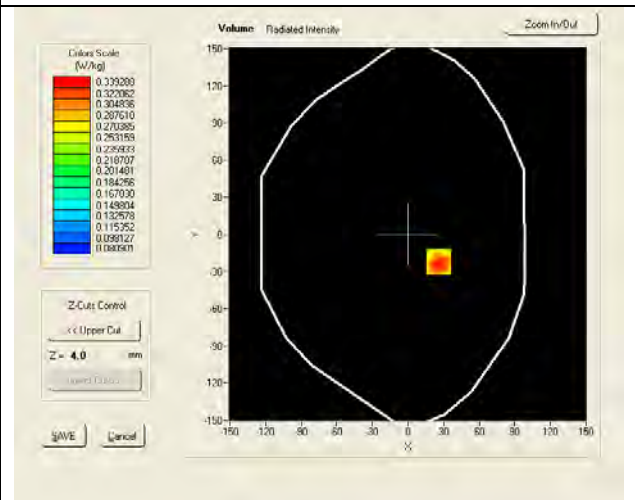 Volume Radiated Intensity
Zoom In/Out
Colors Scale
(W/kg)
0.339288
0.322062
0.304836
0.287610
0.270385
0.253159
0.235933
0.218707
0.201481
0.184256
0.167030
0.149804
0.132578
0.115352
0.098127
0.080901
150
120
90
60
30
0
-30
-60
-90
-120
-150
Y
-150 -120 -90 -60 -30 0 30 60 90 120 150
X
Z-Cuts Control
<< Upper Cut
Z = 4.0 mm
SAVE
Cancel